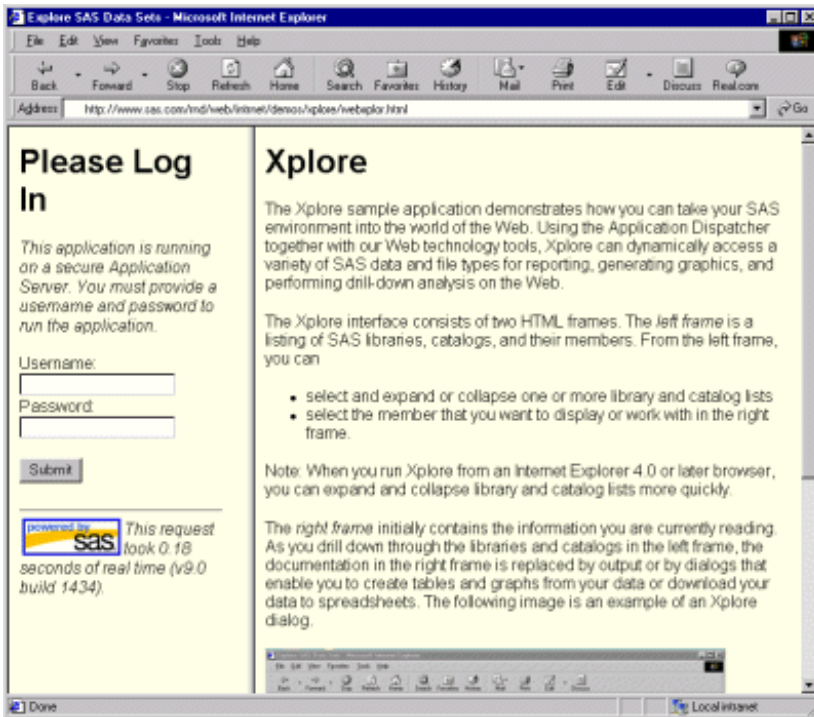 Explore SAS Data Sets - Microsoft Internet Explorer
File Edit View Favorites Tools Help
Back Forward Stop Refresh Home Search Favorites History Mail Print Edit Discuss Real.com
Address http://www.sas.com/rnd/web/intrnet/demos/xplore/webxplor.html Go
Please Log
In
This application is running
on a secure Application
Server. You must provide a
username and password to
run the application.
Username:
Password:
Submit
powered by
sas
This request
took 0.18
seconds of real time (v9.0
build 1434).
Xplore
The Xplore sample application demonstrates how you can take your SAS
environment into the world of the Web. Using the Application Dispatcher
together with our Web technology tools, Xplore can dynamically access a
variety of SAS data and file types for reporting, generating graphics, and
performing drill-down analysis on the Web.
The Xplore interface consists of two HTML frames. The left frame is a
listing of SAS libraries, catalogs, and their members. From the left frame,
you can
• select and expand or collapse one or more library and catalog lists
• select the member that you want to display or work with in the right
frame.
Note: When you run Xplore from an Internet Explorer 4.0 or later browser,
you can expand and collapse library and catalog lists more quickly.
The right frame initially contains the information you are currently reading.
As you drill down through the libraries and catalogs in the left frame, the
documentation in the right frame is replaced by output or by dialogs that
enable you to create tables and graphs from your data or download your
data to spreadsheets. The following image is an example of an Xplore
dialog.
Done Local intranet